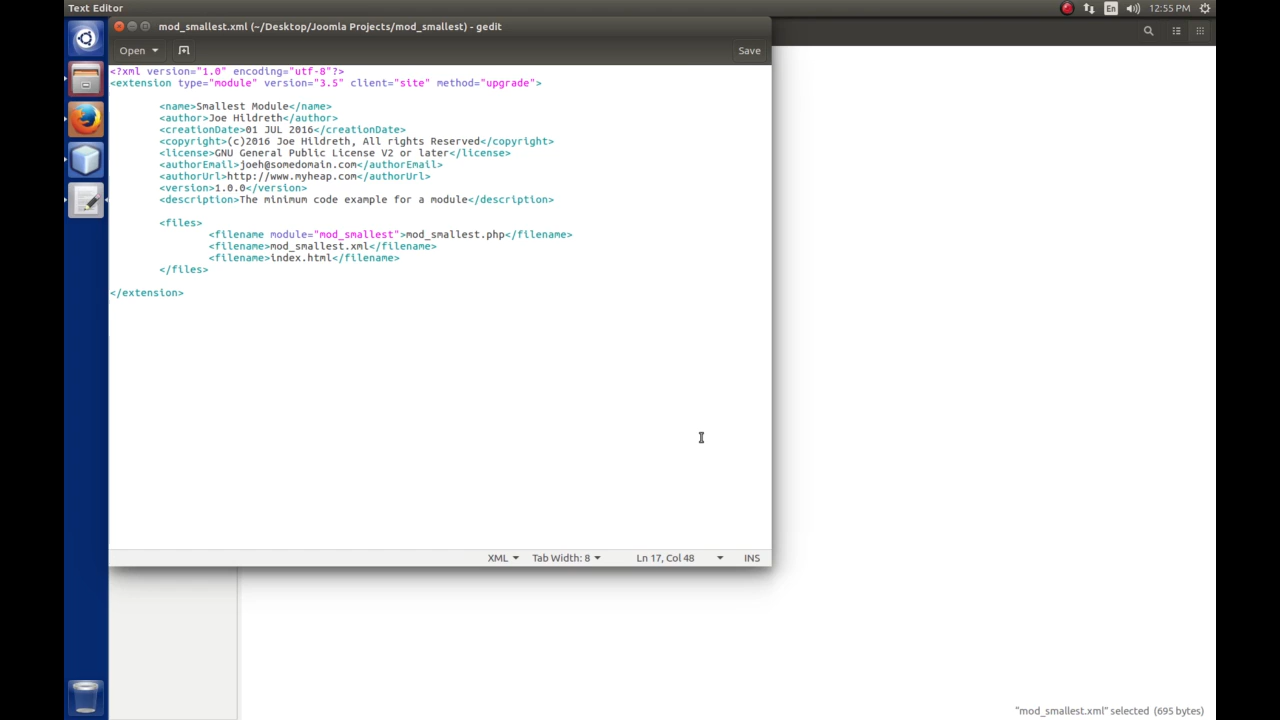 Text Editor
En
12:55 PM
mod_smallest.xml (~/Desktop/Joomla Projects/mod_smallest) - gedit
Open
Save
<?xml version="1.0" encoding="utf-8"?>
<extension type="module" version="3.5" client="site" method="upgrade">
<name>Smallest Module</name>
<author>Joe Hildreth</author>
<creationDate>01 JUL 2016</creationDate>
<copyright>(c)2016 Joe Hildreth, All rights Reserved</copyright>
<license>GNU General Public License V2 or later</license>
<authorEmail>joeh@somedomain.com</authorEmail>
<authorUrl>http://www.myheap.com</authorUrl>
<version>1.0.0</version>
<description>The minimum code example for a module</description>
<files>
<filename module="mod_smallest">mod_smallest.php</filename>
<filename>mod_smallest.xml</filename>
<filename>index.html</filename>
</files>
</extension>
XML
Tab Width: 8
Ln 17, Col 48
INS
"mod_smallest.xml" selected (695 bytes)